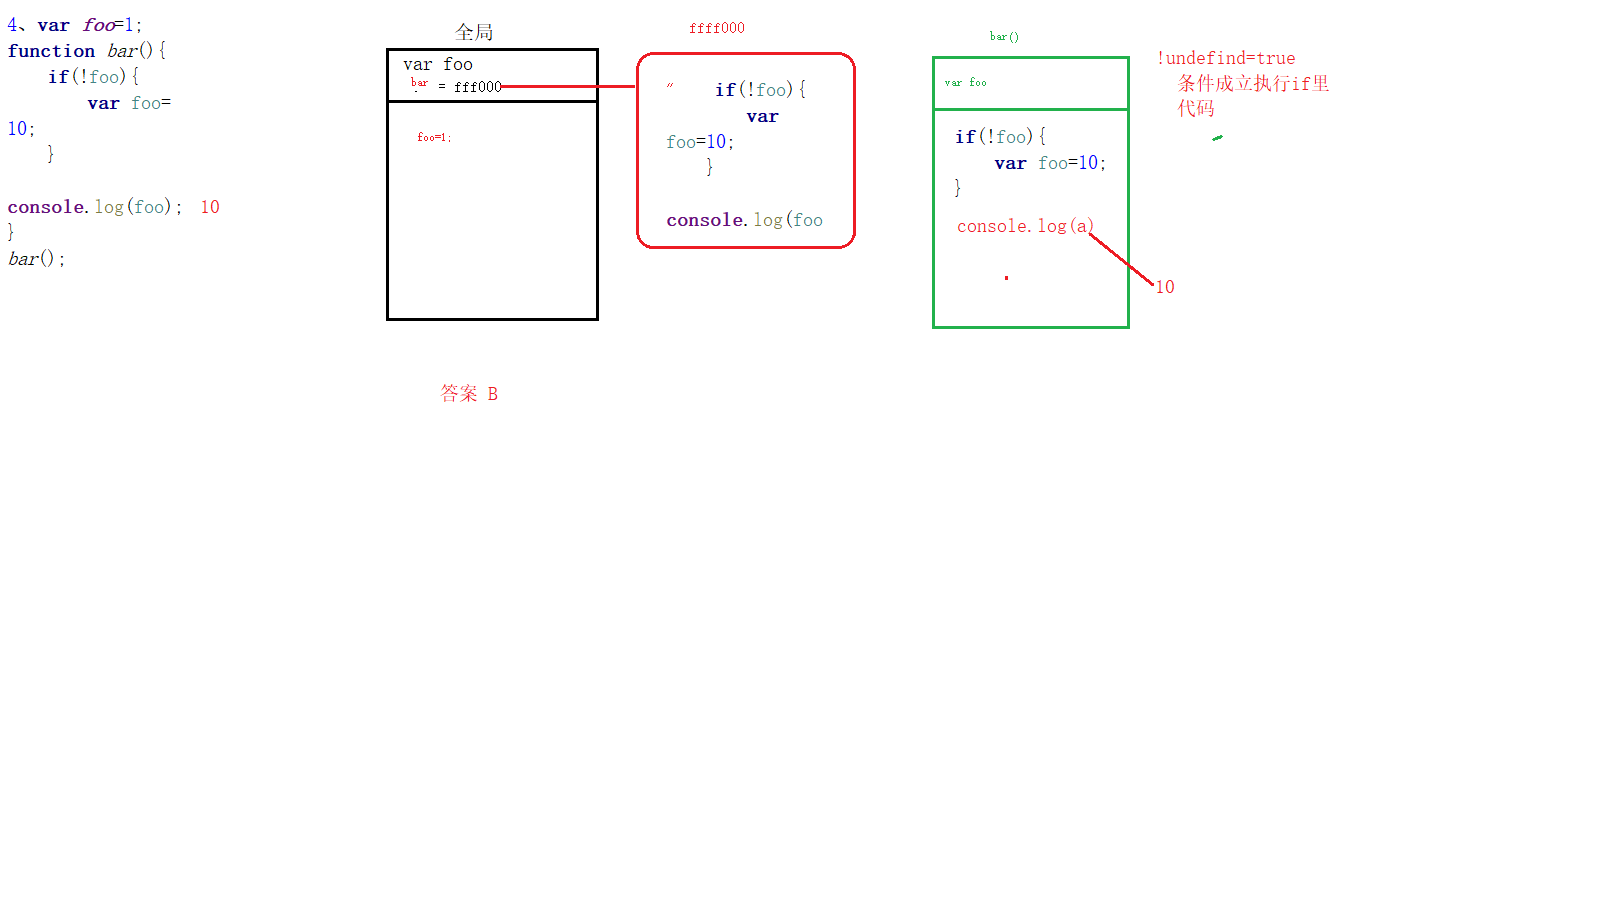 4、var foo=1;
function bar(){
if(!foo){
var foo=
10;
}
console.log(foo); 10
}
bar();
全局
var foo
bar = fff000
foo=1;
ffff000
" if(!foo){
var
foo=10;
}
console.log(foo
bar()
var foo
if(!foo){
var foo=10;
}
console.log(a)
10
!undefind=true
条件成立执行if里
代码
答案 B